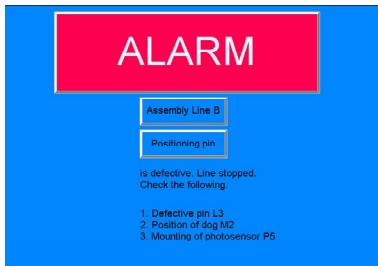 ALARM
Assembly Line B
Positioning pin
is defective. Line stopped.
Check the following.
1. Defective pin L3
2. Position of dog M2
3. Mounting of photosensor P5